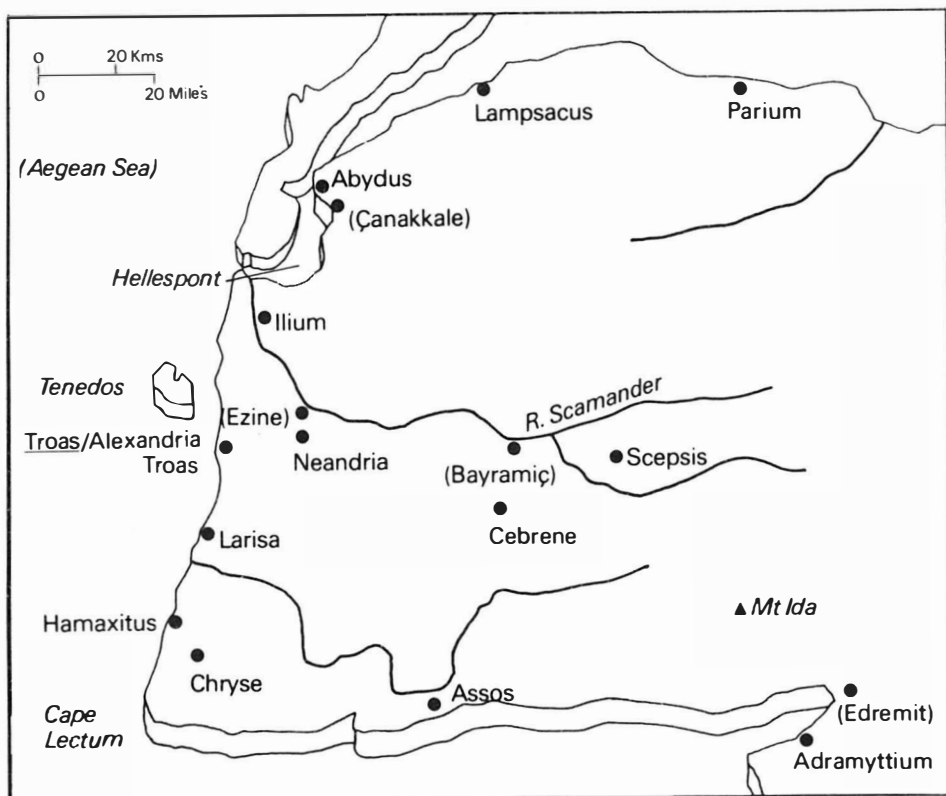 0 20 Kms
0 20 Miles
Lampsacus
Parium
(Aegean Sea)
Abydus
(Çanakkale)
Hellespont
Ilium
Tenedos
R. Scamander
(Ezine)
Troas/Alexandria
Troas
Neandria
(Bayramiç)
Scepsis
Cebrene
Larisa
Mt Ida
Hamaxitus
Chryse
Assos
Cape
Lectum
(Edremit)
Adramyttium